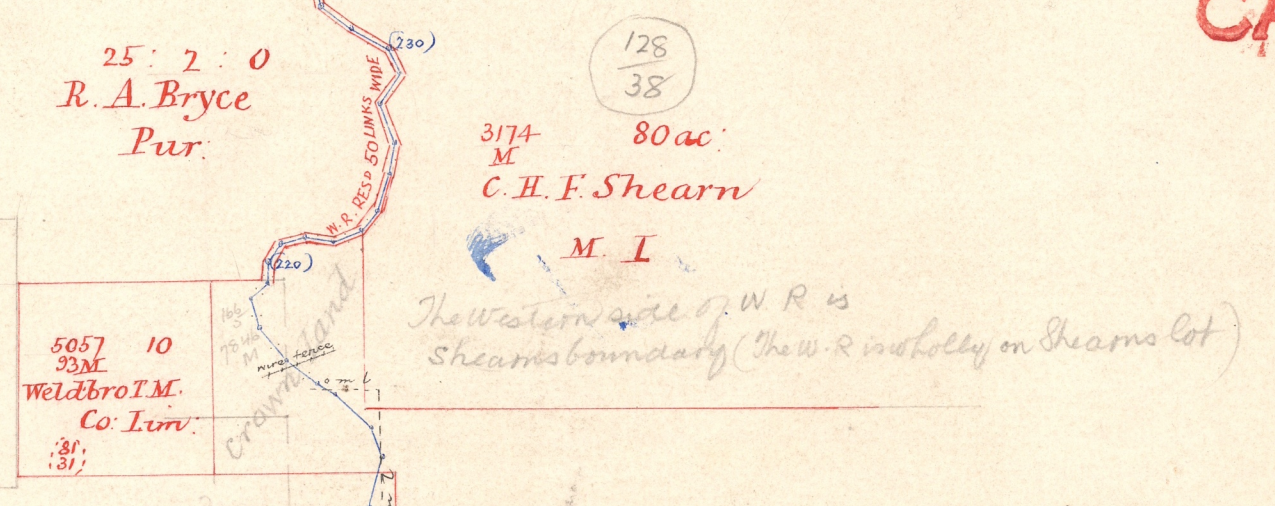 25 : 2 : 0
R. A. Bryce
Pur:
(230)
W. R. RESD 50 LINKS WIDE
128
38
3174
M
80 ac:
C. H. F. Shearn
M. L
(220)
The Western side of W. R is
Shearns boundary (The W. R is wholly on Shearns lot)
166
5
7846
M
wire fence
crown land
5057 10
93M
Weldbro T. M.
Co: Lim:
81
31